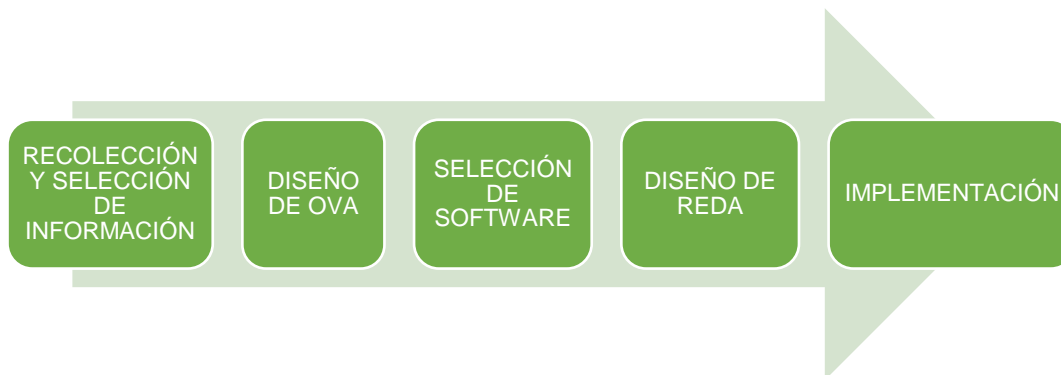 RECOLECCIÓN
Y SELECCIÓN
DE
INFORMACIÓN
DISEÑO
DE OVA
SELECCIÓN
DE
SOFTWARE
DISEÑO DE
REDA
IMPLEMENTACIÓN